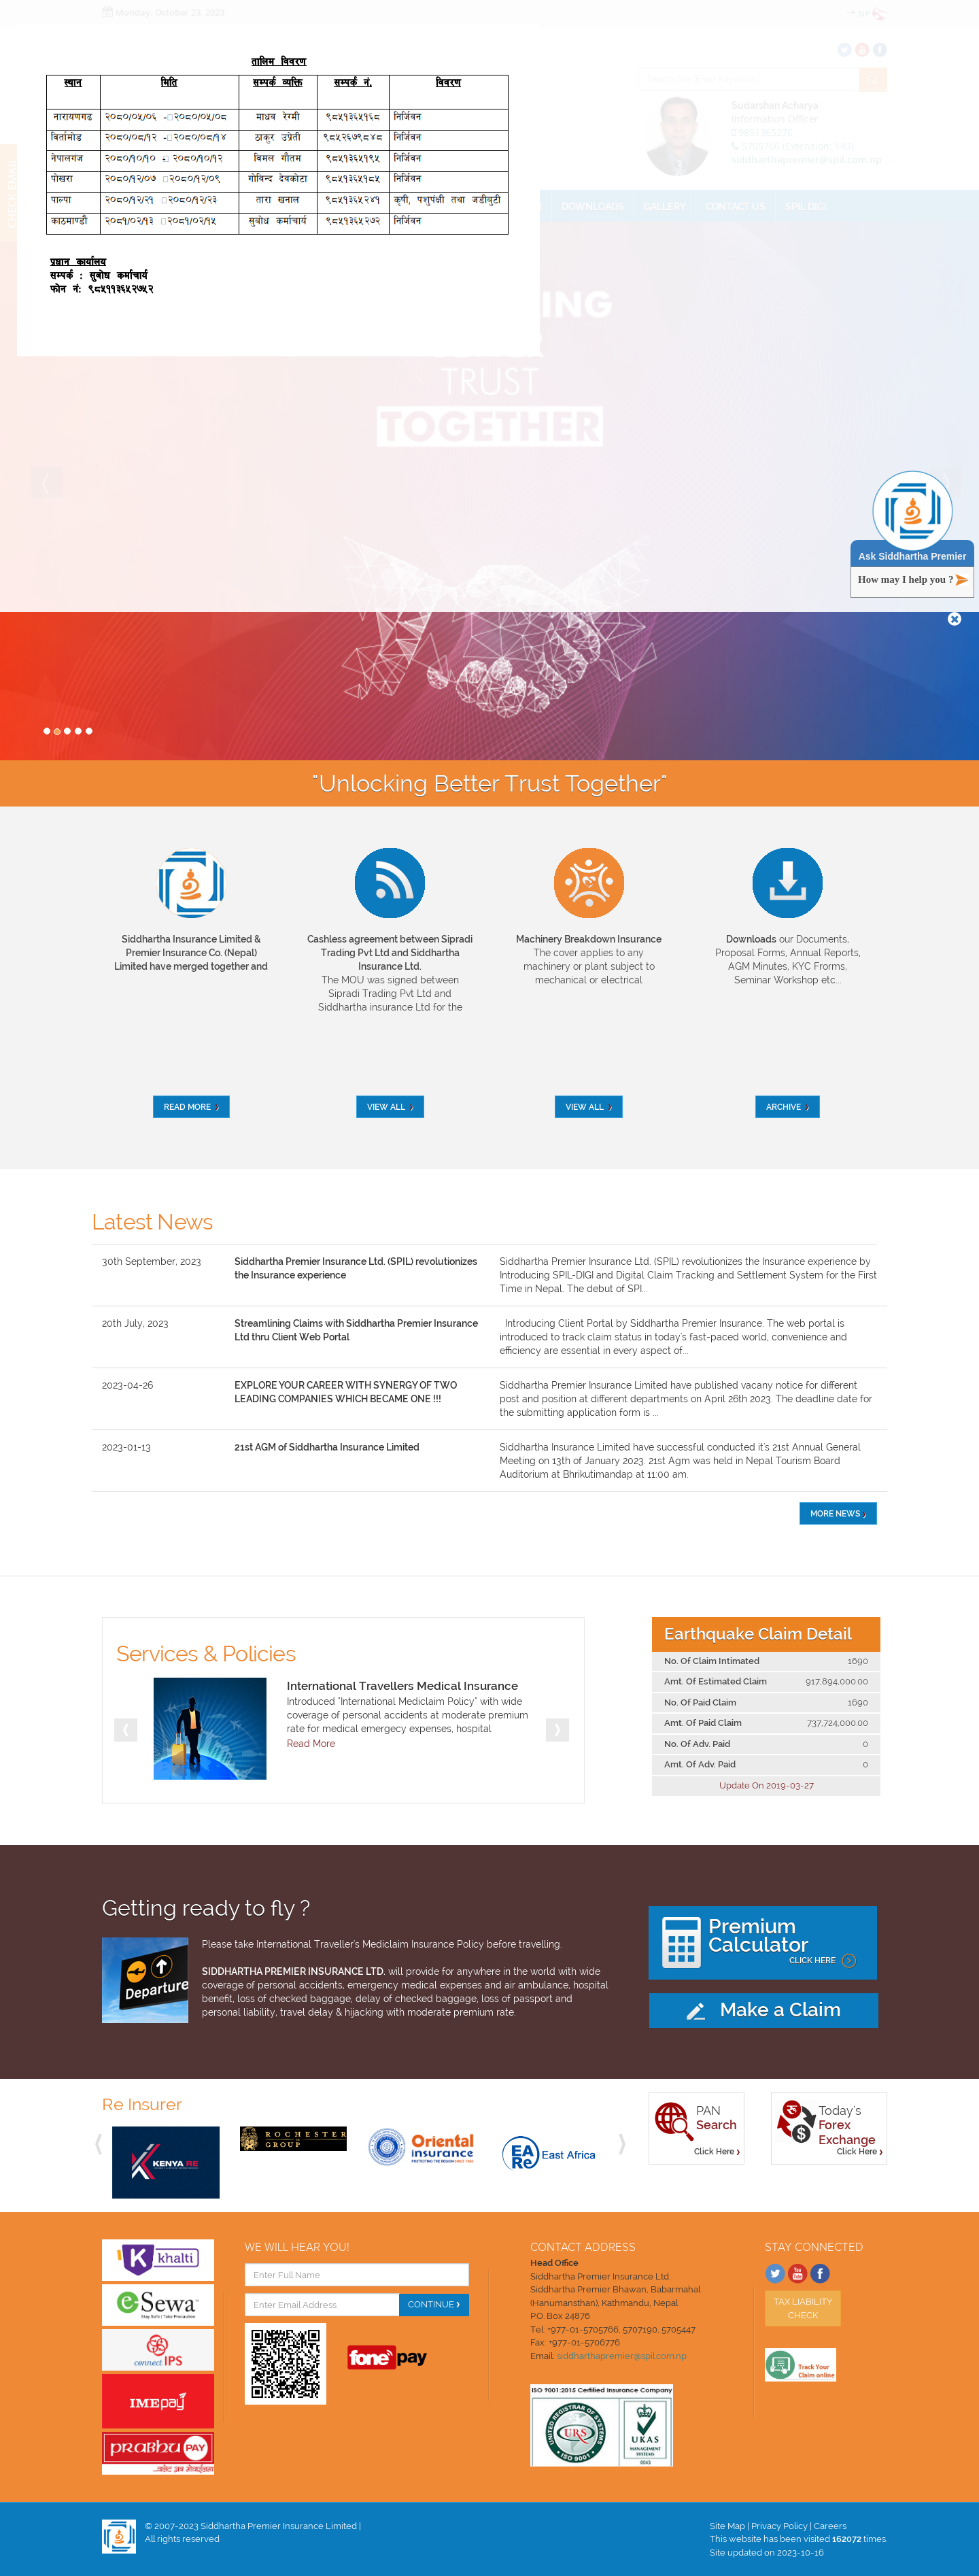 Monday, October 23, 2023
NP
तालिम विवरण
स्थान मिति सम्पर्क व्यक्ति सम्पर्क नं. विवरण
नारायणगढ २०८०/०५/०६ -२०८०/०५/०८ माधव रेग्मी ९८५१३६५१६८ निर्जिवन
विर्तामोड २०८०/०८/१२ -२०८०/०८/१४ ठाकुर उप्रेती ९८५२६७९८४८ निर्जिवन
नेपालगंज २०८०/१०/१० - २०८०/१०/१२ विमल गौतम ९८५१३६५१९५ निर्जिवन
पोखरा २०८०/१२/०७ २०८०/१२/०९ गोविन्द देवकोटा ९८५१३६५१८५ निर्जिवन
पाल्पा २०८०/१२/२१ २०८०/१२/२३ तारा खनाल ९८५१३६५२४१ कृषी, पशुपंक्षी तथा जडीबुटी
काठमाण्डौ २०८१/०२/१३ २०८१/०२/१५ सुबोध कर्माचार्य ९८५१३६५२७२ निर्जिवन
प्रधान कार्यालय
सम्पर्क : सुबोध कर्माचार्य
फोन नं: ९८५११३६५२७५२
Sudarshan Acharya
Information Officer
siddharthapremier@spil.com.np
DOWNLOADS GALLERY CONTACT US SPIL DIGI
TRUST
TOGETHER
Ask Siddhartha Premier
How may I help you ?
"Unlocking Better Trust Together"
Siddhartha Insurance Limited &
Premier Insurance Co. (Nepal)
Limited have merged together and
READ MORE
Cashless agreement between Sipradi
Trading Pvt Ltd and Siddhartha
Insurance Ltd.
The MOU was signed between
Sipradi Trading Pvt Ltd and
Siddhartha insurance Ltd for the
VIEW ALL
Machinery Breakdown Insurance
The cover applies to any
machinery or plant subject to
mechanical or electrical
VIEW ALL
Downloads our Documents,
Proposal Forms, Annual Reports,
AGM Minutes, KYC Frorms,
Seminar Workshop etc...
ARCHIVE
Latest News
30th September, 2023
Siddhartha Premier Insurance Ltd. (SPIL) revolutionizes
the Insurance experience
Siddhartha Premier Insurance Ltd. (SPIL) revolutionizes the Insurance experience by
Introducing SPIL-DIGI and Digital Claim Tracking and Settlement System for the First
Time in Nepal. The debut of SPI...
20th July, 2023
Streamlining Claims with Siddhartha Premier Insurance
Ltd thru Client Web Portal
Introducing Client Portal by Siddhartha Premier Insurance. The web portal is
introduced to track claim status in today's fast-paced world, convenience and
efficiency are essential in every aspect of...
2023-04-26
EXPLORE YOUR CAREER WITH SYNERGY OF TWO
LEADING COMPANIES WHICH BECAME ONE !!!
Siddhartha Premier Insurance Limited have published vacany notice for different
post and position at different departments on April 26th 2023. The deadline date for
the submitting application form is ...
2023-01-13
21st AGM of Siddhartha Insurance Limited
Siddhartha Insurance Limited have successful conducted it's 21st Annual General
Meeting on 13th of January 2023. 21st Agm was held in Nepal Tourism Board
Auditorium at Bhrikutimandap at 11:00 am.
MORE NEWS
Services & Policies
International Travellers Medical Insurance
Introduced "International Mediclaim Policy" with wide
coverage of personal accidents at moderate premium
rate for medical emergecy expenses, hospital
Read More
Earthquake Claim Detail
No. Of Claim Intimated 1690
Amt. Of Estimated Claim 917,894,000.00
No. Of Paid Claim 1690
Amt. Of Paid Claim 737,724,000.00
No. Of Adv. Paid 0
Amt. Of Adv. Paid 0
Update On 2019-03-27
Getting ready to fly ?
Departure
Please take International Traveller's Mediclaim Insurance Policy before travelling.
SIDDHARTHA PREMIER INSURANCE LTD. will provide for anywhere in the world with wide
coverage of personal accidents, emergency medical expenses and air ambulance, hospital
benefit, loss of checked baggage, delay of checked baggage, loss of passport and
personal liability, travel delay & hijacking with moderate premium rate.
Premium
Calculator
CLICK HERE
Make a Claim
Re Insurer
KENYA RE
ROCHESTER
GROUP
Oriental
insurance
EARe East Africa
PAN
Search
Click Here
Today's
Forex
Exchange
Click Here
khalti
eSewa
connect IPS
IMEpay
PRABHU PAY
WE WILL HEAR YOU!
Enter Full Name
Enter Email Address
CONTINUE
fonepay
CONTACT ADDRESS
Head Office
Siddhartha Premier Insurance Ltd.
Siddhartha Premier Bhawan, Babarmahal
(Hanumansthan), Kathmandu, Nepal
P.O. Box 24876
Tel: +977-01-5705766, 5707190, 5705447
Fax: +977-01-5706776
Email: siddharthapremier@spil.com.np
ISO 9001:2015 Certified Insurance Company
UNITED REGISTRAR OF SYSTEMS
URS
ISO 9001
UKAS
MANAGEMENT
SYSTEMS
STAY CONNECTED
TAX LIABILITY
CHECK
Track Your
Claim online
© 2007-2023 Siddhartha Premier Insurance Limited |
All rights reserved
Site Map | Privacy Policy | Careers
This website has been visited 162072 times.
Site updated on 2023-10-16